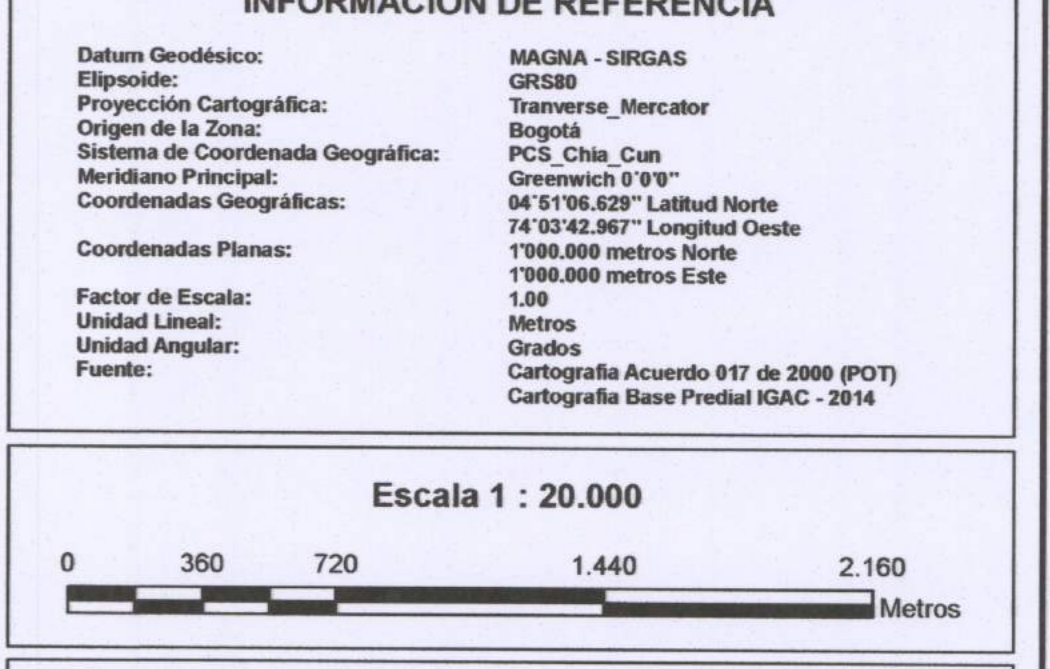 INFORMACIÓN DE REFERENCIA
Datum Geodésico: MAGNA - SIRGAS
Elipsoide: GRS80
Proyección Cartográfica: Tranverse_Mercator
Origen de la Zona: Bogotá
Sistema de Coordenada Geográfica: PCS_Chia_Cun
Meridiano Principal: Greenwich 0°0'0"
Coordenadas Geográficas: 04°51'06.629" Latitud Norte
74°03'42.967" Longitud Oeste
Coordenadas Planas: 1'000.000 metros Norte
1'000.000 metros Este
Factor de Escala: 1.00
Unidad Lineal: Metros
Unidad Angular: Grados
Fuente: Cartografia Acuerdo 017 de 2000 (POT)
Cartografia Base Predial IGAC - 2014
Escala 1 : 20.000
0 360 720 1.440 2.160
Metros